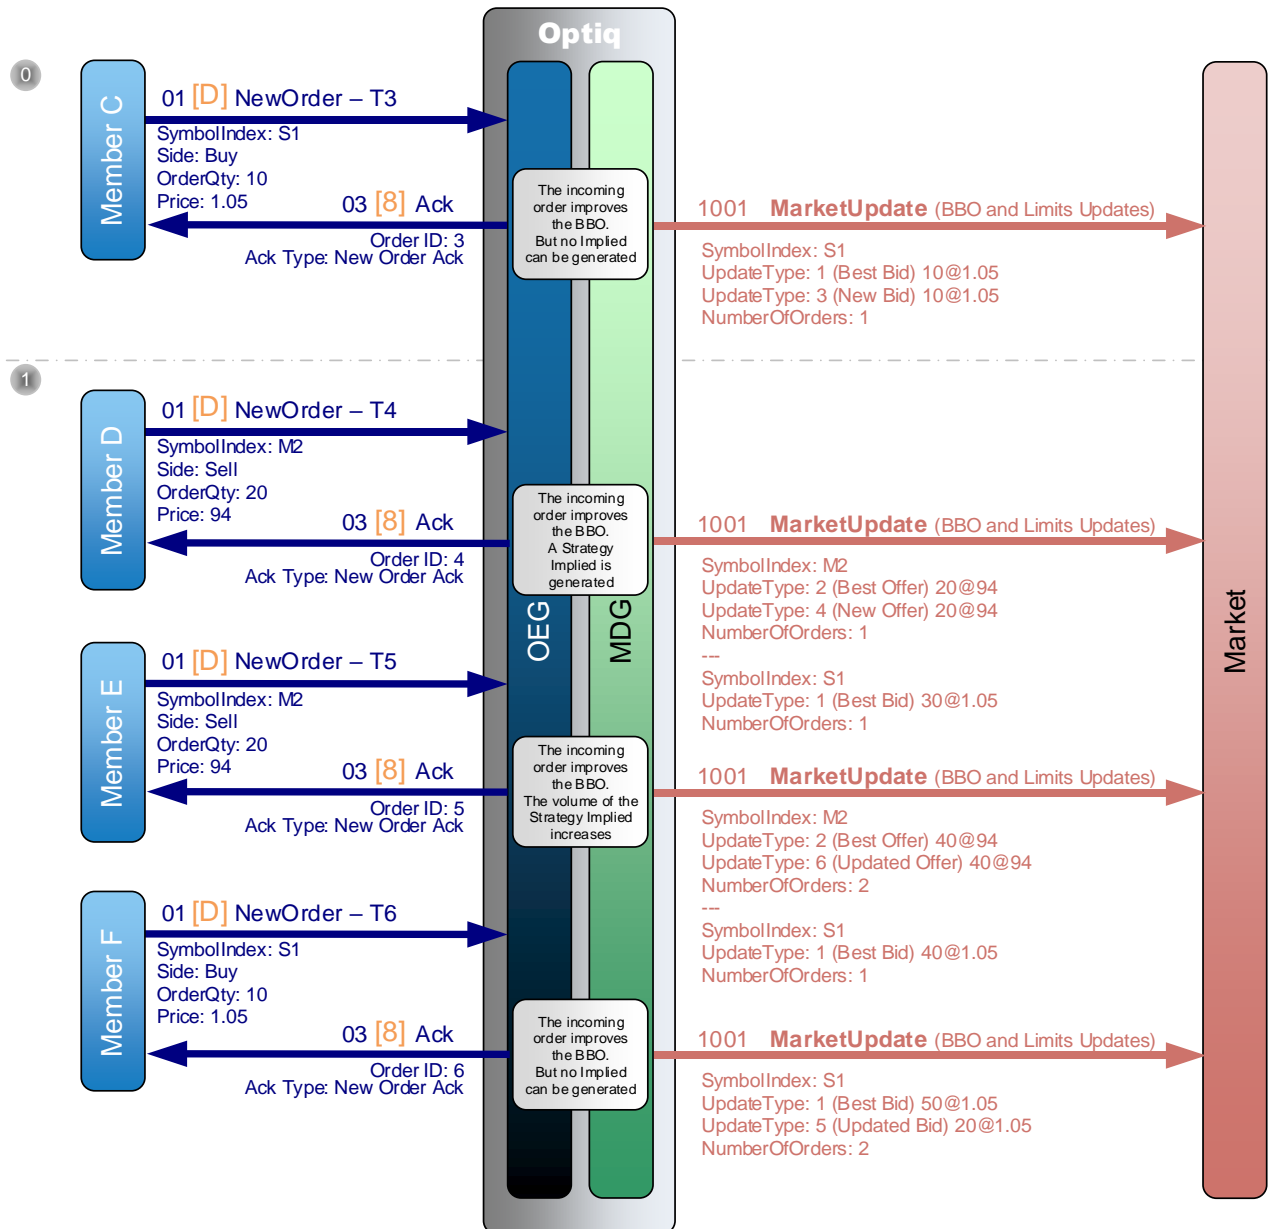 Optiq
OEG
MDG
Market
0
Member C
01 [D] NewOrder – T3
SymbolIndex: S1
Side: Buy
OrderQty: 10
Price: 1.05
03 [8] Ack
Order ID: 3
Ack Type: New Order Ack
The incoming
order improves
the BBO.
But no Implied
can be generated
1001 MarketUpdate (BBO and Limits Updates)
SymbolIndex: S1
UpdateType: 1 (Best Bid) 10@1.05
UpdateType: 3 (New Bid) 10@1.05
NumberOfOrders: 1
1
Member D
01 [D] NewOrder – T4
SymbolIndex: M2
Side: Sell
OrderQty: 20
Price: 94
03 [8] Ack
Order ID: 4
Ack Type: New Order Ack
The incoming
order improves
the BBO.
A Strategy
Implied is
generated
1001 MarketUpdate (BBO and Limits Updates)
SymbolIndex: M2
UpdateType: 2 (Best Offer) 20@94
UpdateType: 4 (New Offer) 20@94
NumberOfOrders: 1
---
SymbolIndex: S1
UpdateType: 1 (Best Bid) 30@1.05
NumberOfOrders: 1
Member E
01 [D] NewOrder – T5
SymbolIndex: M2
Side: Sell
OrderQty: 20
Price: 94
03 [8] Ack
Order ID: 5
Ack Type: New Order Ack
The incoming
order improves
the BBO.
The volume of the
Strategy Implied
increases
1001 MarketUpdate (BBO and Limits Updates)
SymbolIndex: M2
UpdateType: 2 (Best Offer) 40@94
UpdateType: 6 (Updated Offer) 40@94
NumberOfOrders: 2
---
SymbolIndex: S1
UpdateType: 1 (Best Bid) 40@1.05
NumberOfOrders: 1
Member F
01 [D] NewOrder – T6
SymbolIndex: S1
Side: Buy
OrderQty: 10
Price: 1.05
03 [8] Ack
Order ID: 6
Ack Type: New Order Ack
The incoming
order improves
the BBO.
But no Implied
can be generated
1001 MarketUpdate (BBO and Limits Updates)
SymbolIndex: S1
UpdateType: 1 (Best Bid) 50@1.05
UpdateType: 5 (Updated Bid) 20@1.05
NumberOfOrders: 2